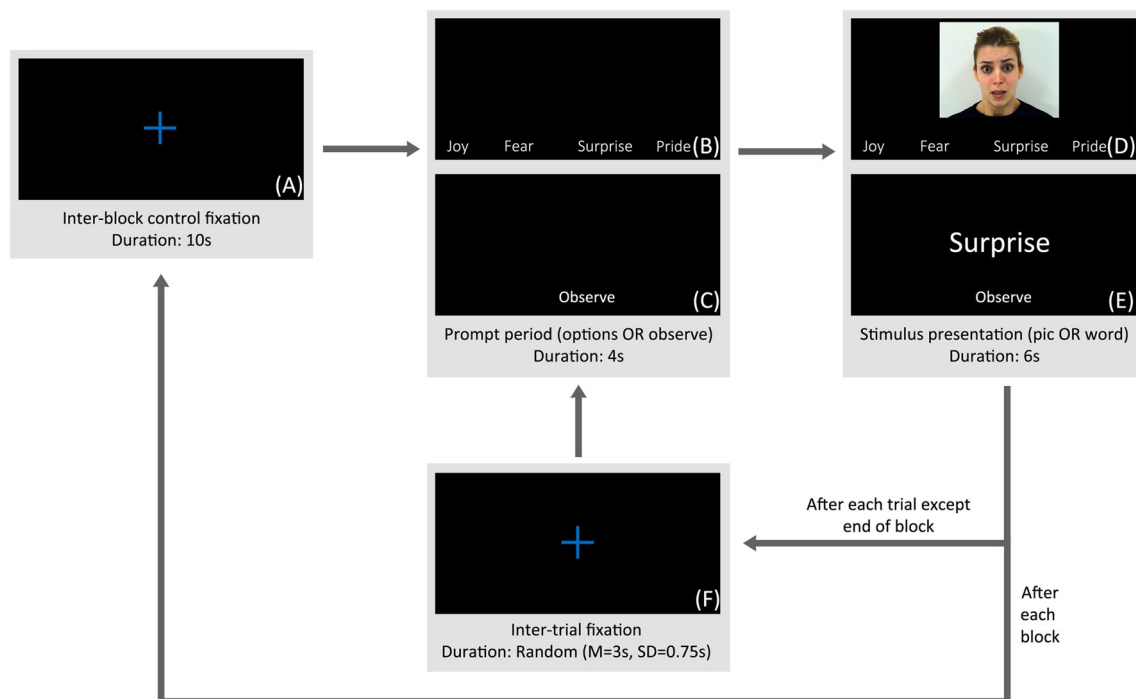 (A)
Inter-block control fixation
Duration: 10s
Joy Fear Surprise Pride (B)
Observe (C)
Prompt period (options OR observe)
Duration: 4s
Joy Fear Surprise Pride (D)
Surprise
Observe (E)
Stimulus presentation (pic OR word)
Duration: 6s
(F)
Inter-trial fixation
Duration: Random (M=3s, SD=0.75s)
After each trial except
end of block
After
each
block